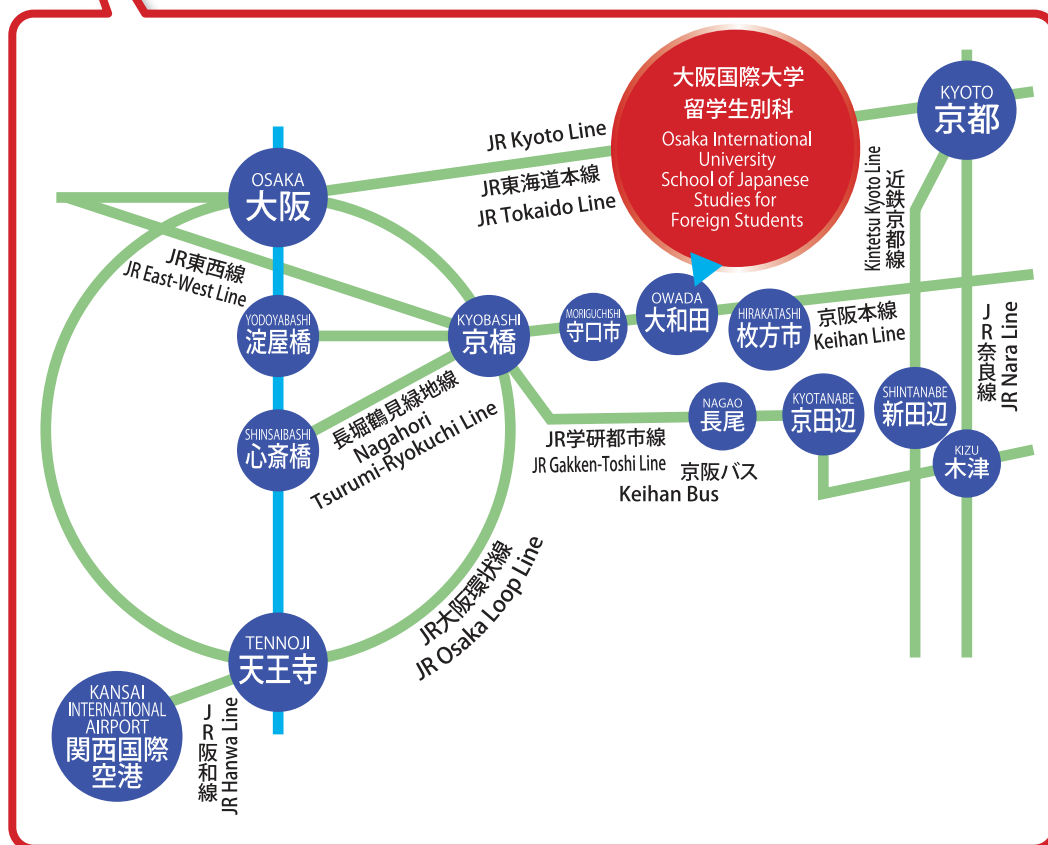 大阪国際大学
留学生別科
Osaka International
University
School of Japanese
Studies for
Foreign Students
KYOTO
京都
JR Kyoto Line
JR東海道本線
JR Tokaido Line
近鉄京都線
Kintetsu Kyoto Line
OSAKA
大阪
JR東西線
JR East-West Line
YODOYABASHI
淀屋橋
KYOBASHI
京橋
MORIGUCHISHI
守口市
OWADA
大和田
HIRAKATASHI
枚方市
京阪本線
Keihan Line
JR奈良線
JR Nara Line
SHINSAIBASHI
心斎橋
長堀鶴見緑地線
Nagahori
Tsurumi-Ryokuchi Line
NAGAO
長尾
KYOTANABE
京田辺
SHINTANABE
新田辺
KIZU
木津
JR学研都市線
JR Gakken-Toshi Line
京阪バス
Keihan Bus
JR大阪環状線
JR Osaka Loop Line
TENNOJI
天王寺
KANSAI
INTERNATIONAL
AIRPORT
関西国際
空港
JR阪和線
JR Hanwa Line